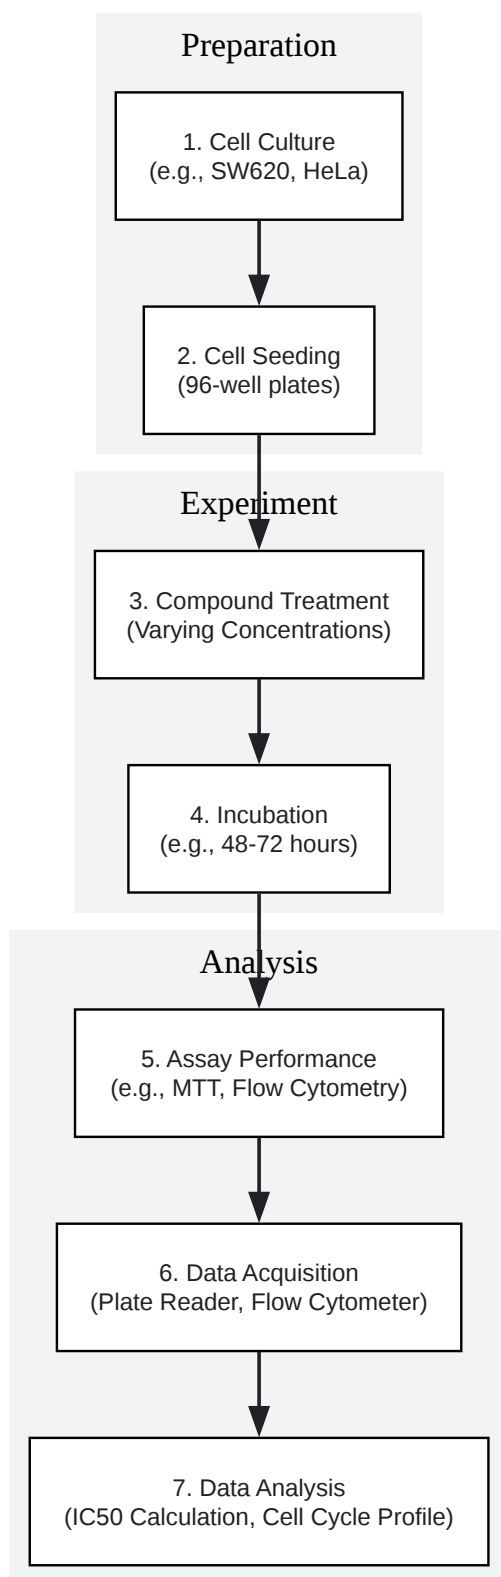 Preparation
1. Cell Culture
(e.g., SW620, HeLa)
2. Cell Seeding
(96-well plates)
Experiment
3. Compound Treatment
(Varying Concentrations)
4. Incubation
(e.g., 48-72 hours)
Analysis
5. Assay Performance
(e.g., MTT, Flow Cytometry)
6. Data Acquisition
(Plate Reader, Flow Cytometer)
7. Data Analysis
(IC50 Calculation, Cell Cycle Profile)